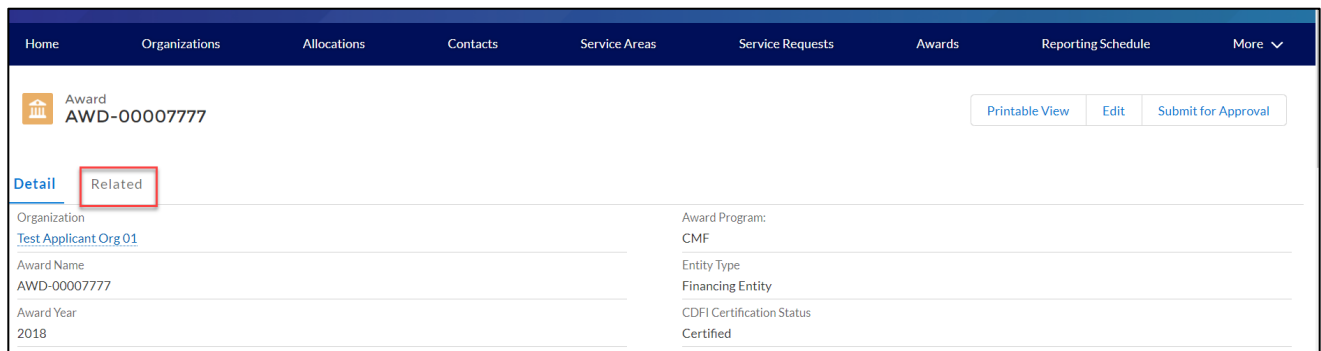 Home Organizations Allocations Contacts Service Areas Service Requests Awards Reporting Schedule More
Award
AWD-00007777
Printable View Edit Submit for Approval
Detail Related
Organization Award Program:
Test Applicant Org 01 CMF
Award Name Entity Type
AWD-00007777 Financing Entity
Award Year CDFI Certification Status
2018 Certified